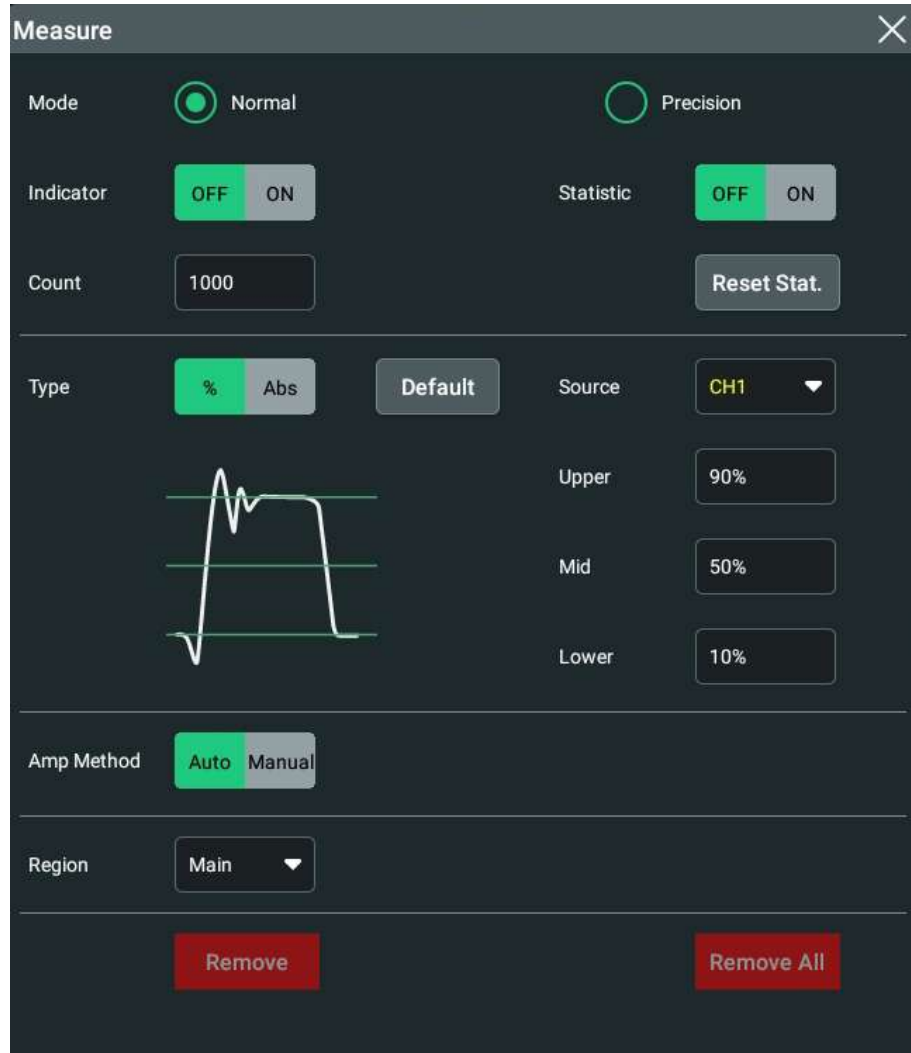 Measure
Mode Normal Precision
Indicator OFF ON Statistic OFF ON
Count 1000 Reset Stat.
Type % Abs Default Source CH1
Upper 90%
Mid 50%
Lower 10%
Amp Method Auto Manual
Region Main
Remove Remove All